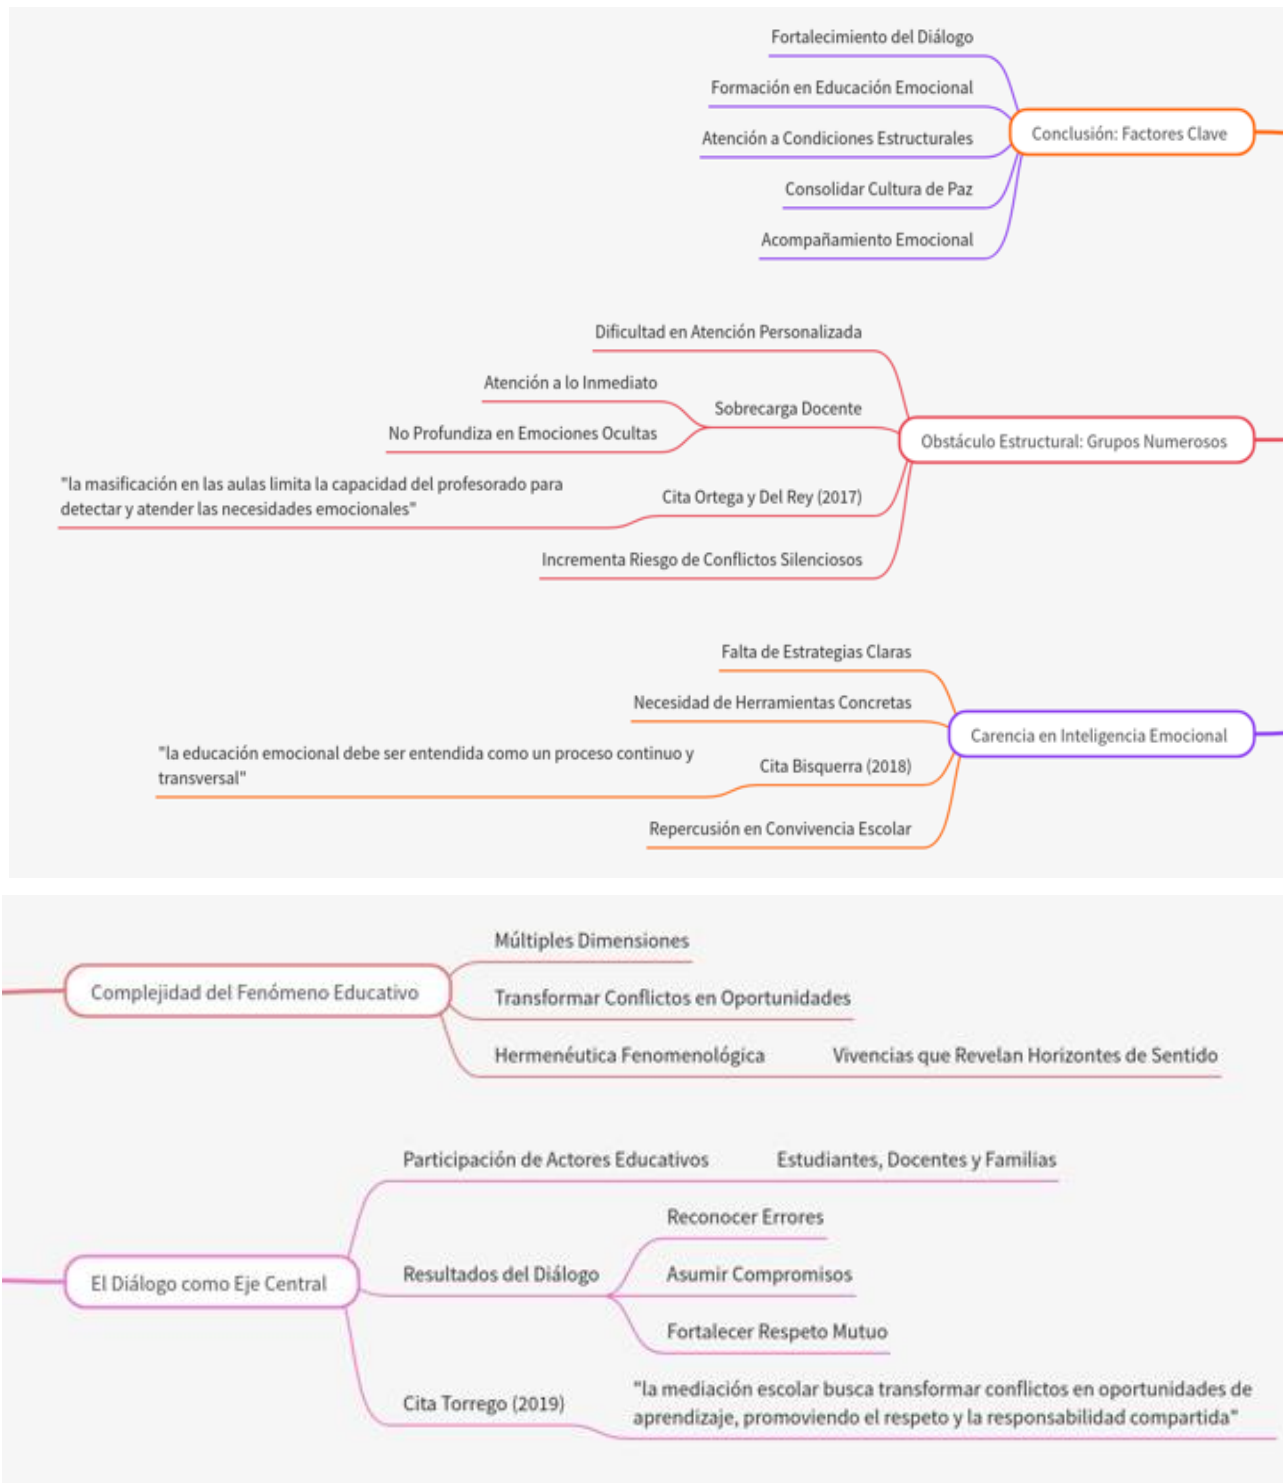 Fortalecimiento del Diálogo
Formación en Educación Emocional
Atención a Condiciones Estructurales
Consolidar Cultura de Paz
Acompañamiento Emocional
Conclusión: Factores Clave
Dificultad en Atención Personalizada
Atención a lo Inmediato
No Profundiza en Emociones Ocultas
Sobrecarga Docente
"la masificación en las aulas limita la capacidad del profesorado para
detectar y atender las necesidades emocionales"
Cita Ortega y Del Rey (2017)
Incrementa Riesgo de Conflictos Silenciosos
Obstáculo Estructural: Grupos Numerosos
Falta de Estrategias Claras
Necesidad de Herramientas Concretas
"la educación emocional debe ser entendida como un proceso continuo y
transversal"
Cita Bisquerra (2018)
Repercusión en Convivencia Escolar
Carencia en Inteligencia Emocional
Complejidad del Fenómeno Educativo
Múltiples Dimensiones
Transformar Conflictos en Oportunidades
Hermenéutica Fenomenológica
Vivencias que Revelan Horizontes de Sentido
El Diálogo como Eje Central
Participación de Actores Educativos
Estudiantes, Docentes y Familias
Resultados del Diálogo
Reconocer Errores
Asumir Compromisos
Fortalecer Respeto Mutuo
Cita Torrego (2019)
"la mediación escolar busca transformar conflictos en oportunidades de
aprendizaje, promoviendo el respeto y la responsabilidad compartida"